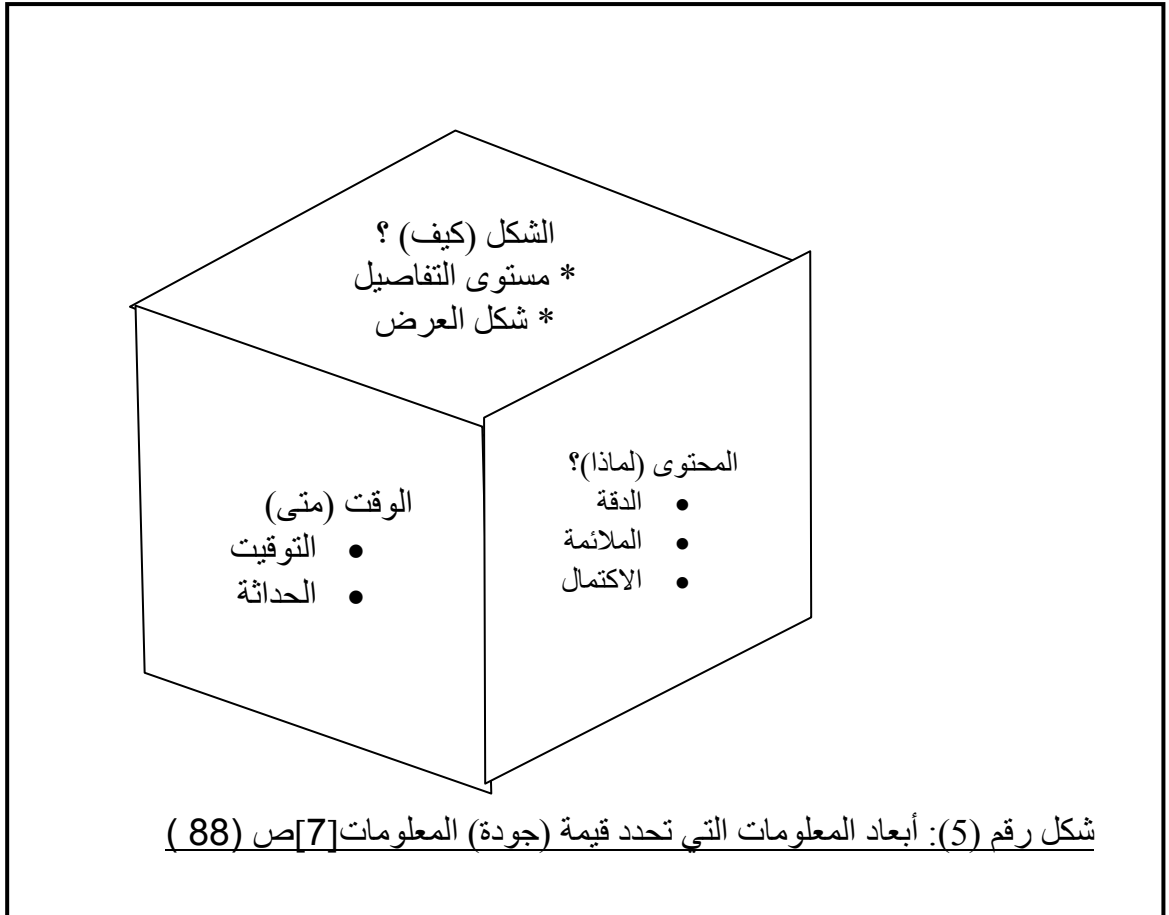 الشكل (كيف) ؟
* مستوى التفاصيل
* شكل العرض
المحتوى (لماذا)؟
• الدقة
• الملائمة
• الاكتمال
الوقت (متى)
• التوقيت
• الحداثة
شكل رقم (5): أبعاد المعلومات التي تحدد قيمة (جودة) المعلومات[7]ص (88 )